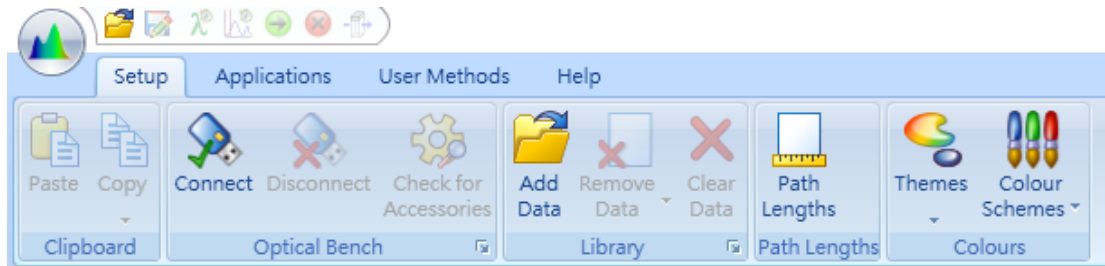 Setup Applications User Methods Help
Paste Copy Connect Disconnect Check for Accessories Add Data Remove Data Clear Data Path Lengths Themes Colour Schemes
Clipboard Optical Bench Library Path Lengths Colours